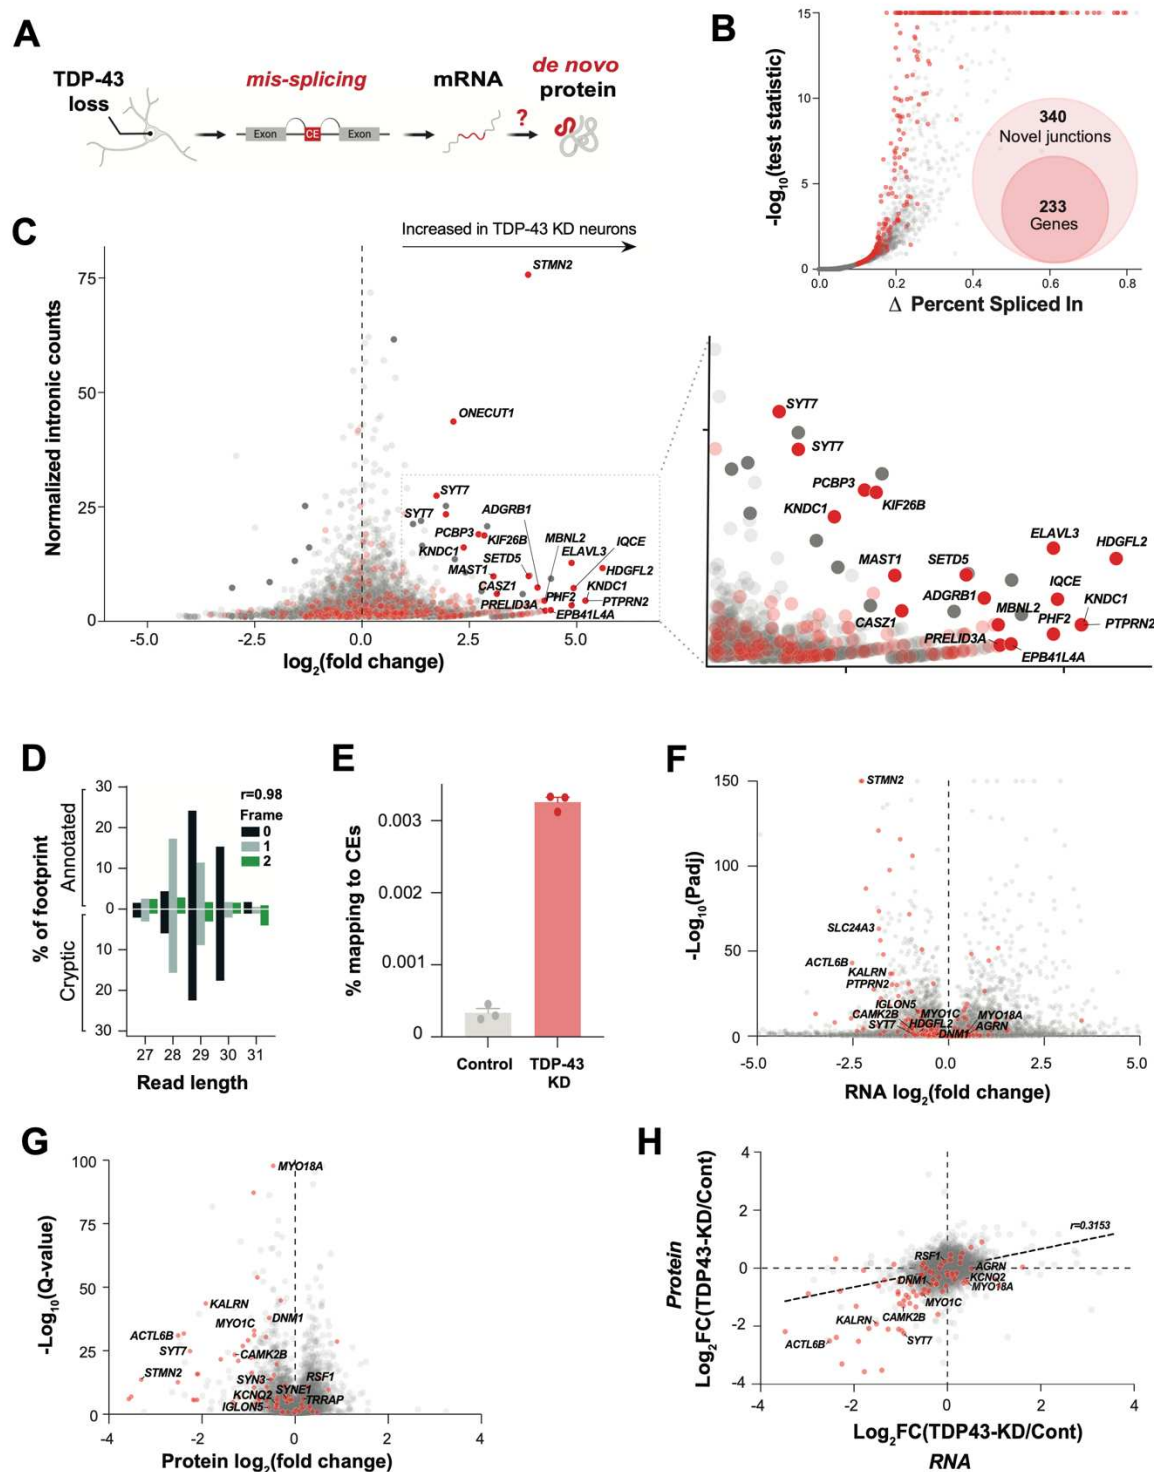 A
TDP-43
loss
mis-splicing
Exon
CE
Exon
mRNA
?
de novo
protein
B
-log10(test statistic)
15
10
5
0
0.0
0.2
0.4
0.6
0.8
Δ Percent Spliced In
340
Novel junctions
233
Genes
C
Increased in TDP-43 KD neurons
Normalized intronic counts
75
50
25
0
-5.0
-2.5
0.0
2.5
5.0
log2(fold change)
STMN2
ONECUT1
SYT7
SYT7
ADGRB1
PCBP3
KIF26B
MBNL2
KNDC1
SETD5
ELAVL3
IQCE
MAST1
HDGFL2
CASZ1
PHF2
KNDC1
PRELID3A
PTPRN2
EPB41L4A
SYT7
SYT7
PCBP3
KIF26B
KNDC1
ELAVL3
HDGFL2
MAST1
SETD5
IQCE
ADGRB1
KNDC1
MBNL2
PHF2
CASZ1
PTPRN2
PRELID3A
EPB41L4A
D
% of footprint
Annotated
Cryptic
30
20
10
0
10
20
30
r=0.98
Frame
0
1
2
27
28
29
30
31
Read length
E
% mapping to CEs
0.003
0.002
0.001
0
Control
TDP-43
KD
F
-Log10(Padj)
150
100
50
0
-5.0
-2.5
0.0
2.5
5.0
RNA log2(fold change)
STMN2
SLC24A3
ACTL6B
KALRN
PTPRN2
IGLON5
CAMK2B
MYO1C
MYO18A
SYT7
HDGFL2
AGRN
DNM1
G
-Log10(Q-value)
100
75
50
25
0
-4
-2
0
2
4
Protein log2(fold change)
MYO18A
KALRN
DNM1
MYO1C
ACTL6B
SYT7
CAMK2B
STMN2
SYN3
RSF1
SYNE1
KCNQ2
TRRAP
IGLON5
H
Protein
Log2FC(TDP43-KD/Cont)
4
2
0
-2
-4
-4
-2
0
2
4
r=0.3153
RSF1
AGRN
DNM1
KCNQ2
MYO18A
MYO1C
CAMK2B
KALRN
SYT7
ACTL6B
Log2FC(TDP43-KD/Cont)
RNA